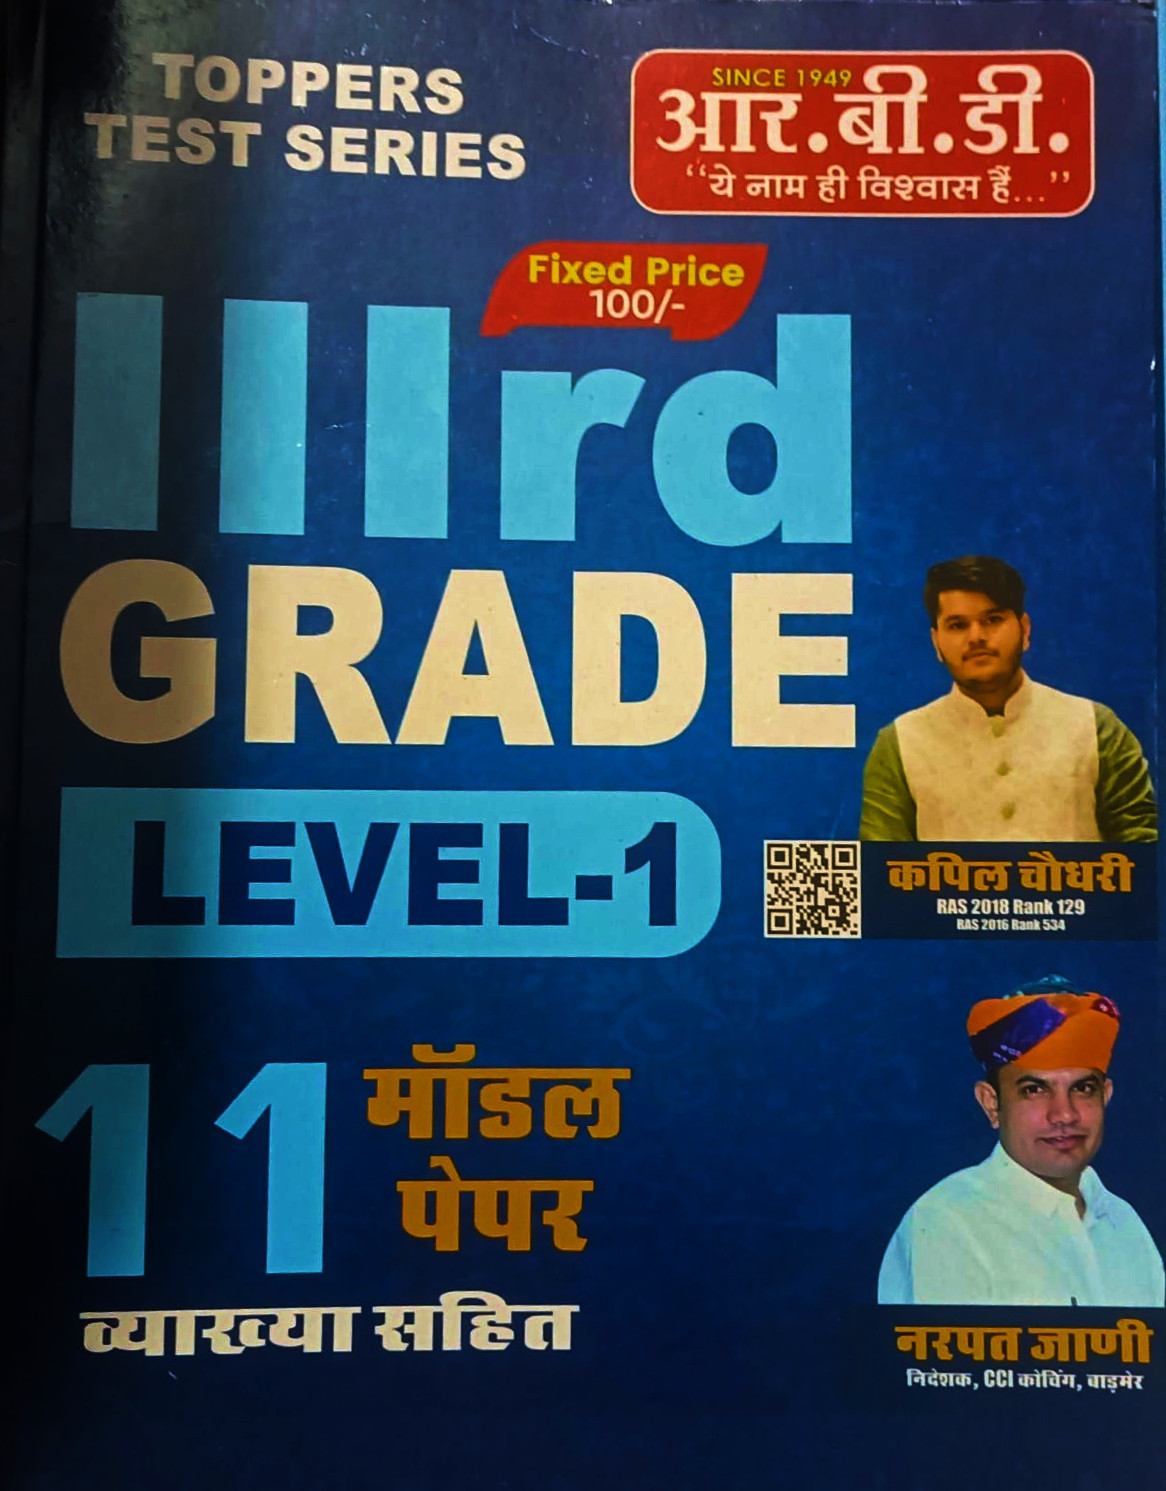 TOPPERS
TEST SERIES
SINCE 1949
आर.बी.डी.
“ये नाम ही विश्वास हैं...”
Fixed Price
100/-
IIIrd
GRADE
LEVEL-1
कपिल चौधरी
RAS 2018 Rank 129
RAS 2016 Rank 534
11 मॉडल
पेपर
व्याख्या सहित
नरपत जाणी
निदेशक, CCI कोचिंग, बाड़मेर